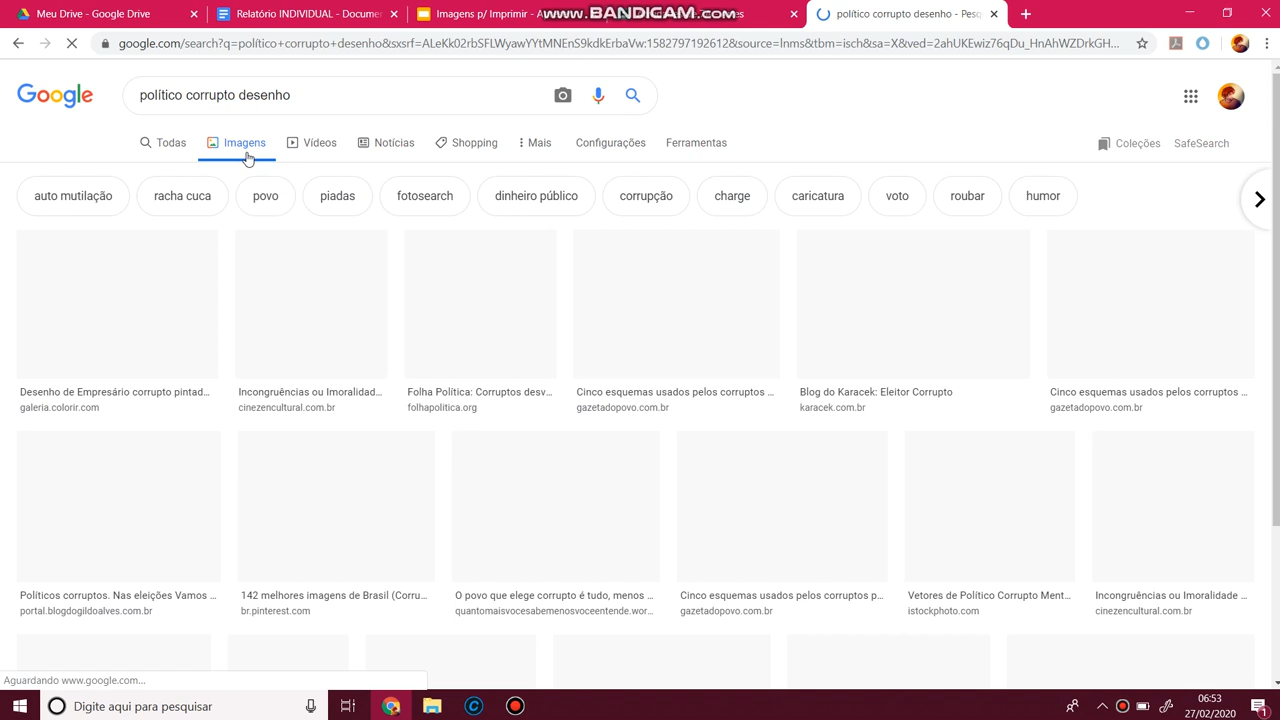 Meu Drive - Google Drive
Relatório INDIVIDUAL - Documen
Imagens p/ Imprimir - A
www.BANDICAM.com
político corrupto desenho - Pesq
google.com/search?q=político+corrupto+desenho&sxsrf=ALeKk02rbSFLWyawYYtMNEnS9kdkErbaVw:1582797192612&source=lnms&tbm=isch&sa=X&ved=2ahUKEwiz76qDu_HnAhWZDrkGH...
Google
político corrupto desenho
Todas
Imagens
Vídeos
Notícias
Shopping
Mais
Configurações
Ferramentas
Coleções
SafeSearch
auto mutilação
racha cuca
povo
piadas
fotosearch
dinheiro público
corrupção
charge
caricatura
voto
roubar
humor
Desenho de Empresário corrupto pintad...
galeria.colorir.com
Incongruências ou Imoralidad...
cinezencultural.com.br
Folha Política: Corruptos desv...
folhapolitica.org
Cinco esquemas usados pelos corruptos ...
gazetadopovo.com.br
Blog do Karacek: Eleitor Corrupto
karacek.com.br
Cinco esquemas usados pelos corruptos ...
gazetadopovo.com.br
Políticos corruptos. Nas eleições Vamos ...
portal.blogdogildoalves.com.br
142 melhores imagens de Brasil (Corru...
br.pinterest.com
O povo que elege corrupto é tudo, menos ...
quantomaisvocesabemenosvoceentende.wor...
Cinco esquemas usados pelos corruptos p...
gazetadopovo.com.br
Vetores de Político Corrupto Ment...
istockphoto.com
Incongruências ou Imoralidade ...
cinezencultural.com.br
Aguardando www.google.com...
Digite aqui para pesquisar
06:53
27/02/2020
1